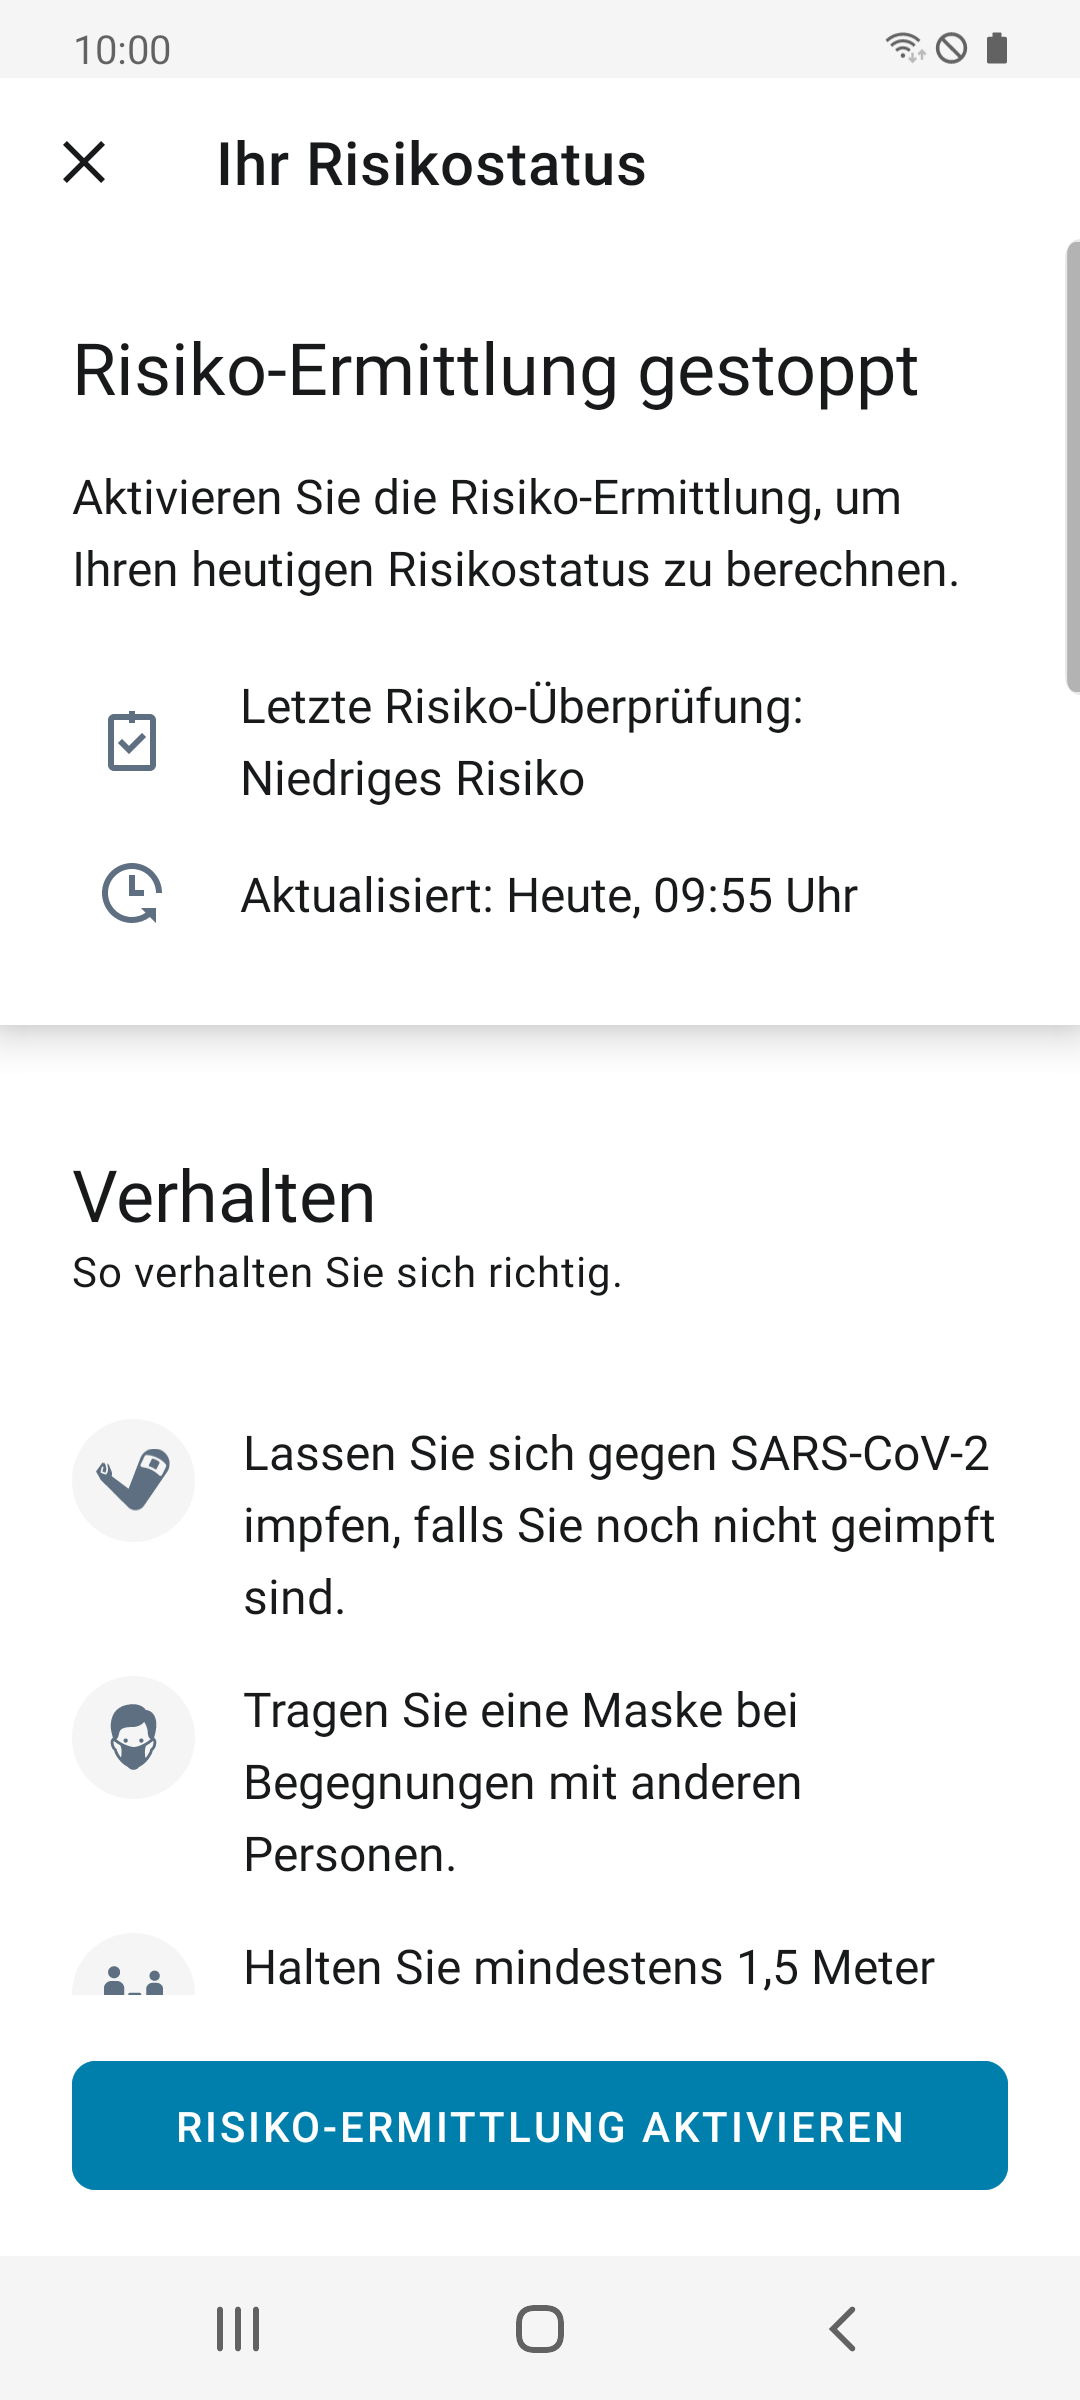 10:00
Ihr Risikostatus
Risiko-Ermittlung gestoppt
Aktivieren Sie die Risiko-Ermittlung, um
Ihren heutigen Risikostatus zu berechnen.
Letzte Risiko-Überprüfung:
Niedriges Risiko
Aktualisiert: Heute, 09:55 Uhr
Verhalten
So verhalten Sie sich richtig.
Lassen Sie sich gegen SARS-CoV-2
impfen, falls Sie noch nicht geimpft
sind.
Tragen Sie eine Maske bei
Begegnungen mit anderen
Personen.
Halten Sie mindestens 1,5 Meter
RISIKO-ERMITTLUNG AKTIVIEREN